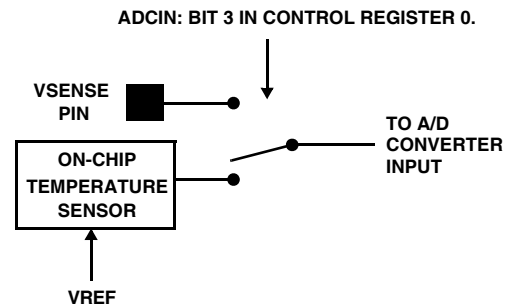 ADCIN: BIT 3 IN CONTROL REGISTER 0.
VSENSE
PIN
TO A/D
CONVERTER
INPUT
ON-CHIP
TEMPERATURE
SENSOR
VREF